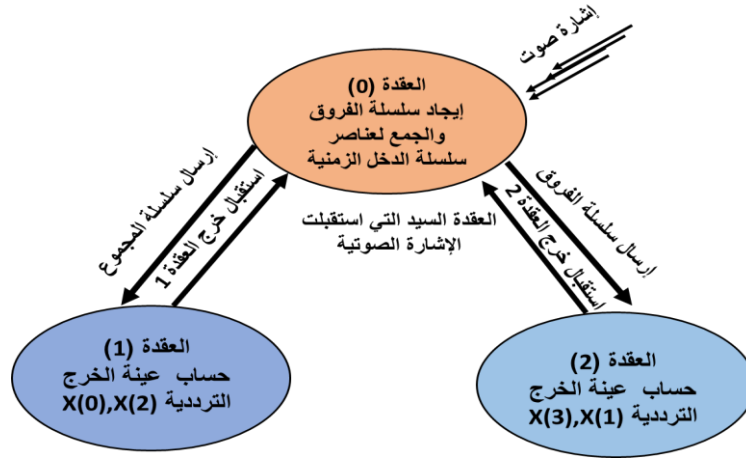 إشارة صوت
العقدة (0)
إيجاد سلسلة الفروق
والجمع لعناصر
سلسلة الدخل الزمنية
إرسال سلسلة المجموع
استقبال خرج العقدة 1
العقدة السيد التي استقبلت
الإشارة الصوتية
إرسال سلسلة الفروق
استقبال خرج العقدة 2
العقدة (1)
حساب عينة الخرج
الترددية X(0),X(2)
العقدة (2)
حساب عينة الخرج
الترددية X(3),X(1)